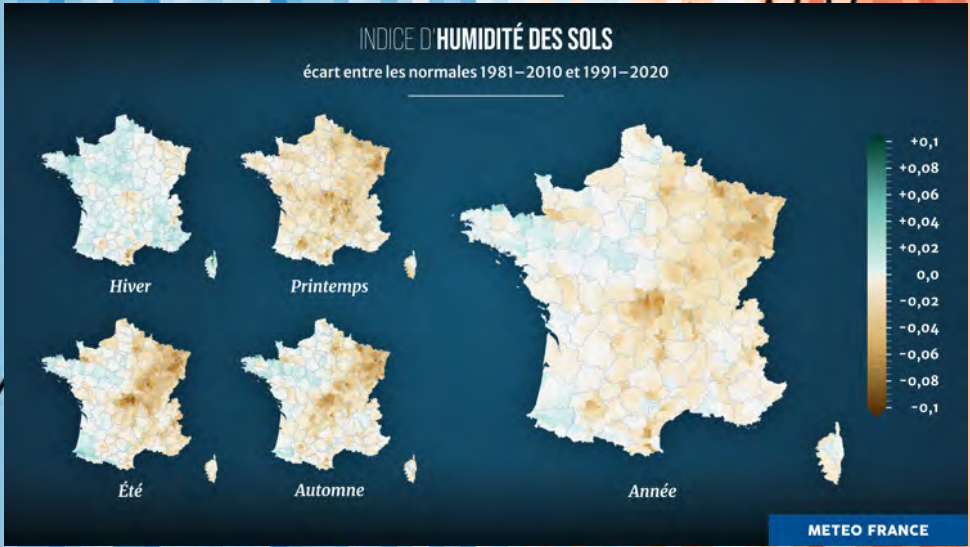 INDICE D'HUMIDITÉ DES SOLS
écart entre les normales 1981–2010 et 1991–2020
Hiver
Printemps
Été
Automne
Année
+0,1
+0,08
+0,06
+0,04
+0,02
0,0
-0,02
-0,04
-0,06
-0,08
-0,1
METEO FRANCE